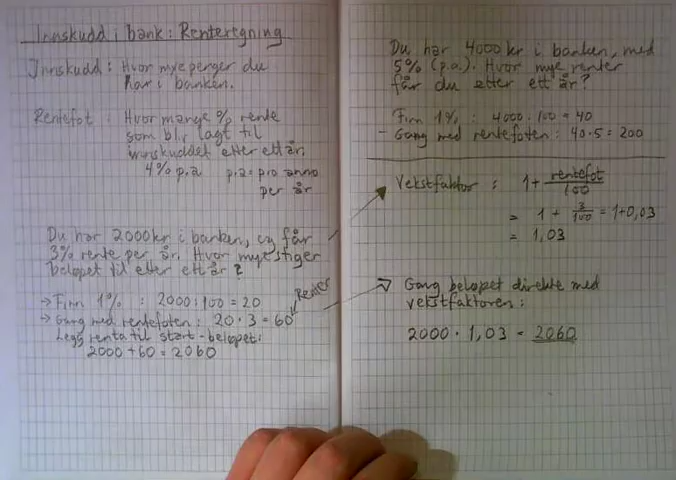 Innskudd i bank: Renteregning
Innskudd: Hvor mye penger du
har i banken.
Rentefot: Hvor mange % rente
som blir lagt til
innskuddet etter ett år.
4% p.a p.a = pro anno
per år
Du har 2000kr i banken, og får
3% rente per år. Hvor mye stiger
beløpet til etter ett år?
→ Finn 1% : 2000:100 = 20
→ Gang med rentefoten: 20·3 = 60
Renter
Legg renta til start-beløpet:
2000+60 = 2060
Du har 4000kr i banken, med
5% (p.a.). Hvor mye renter
får du etter ett år?
Finn 1% : 4000:100 = 40
- Gang med rentefoten: 40·5 = 200
Vekstfaktor : 1 + rentefot/100
= 1 + 3/100 = 1+0,03
= 1,03
Gang beløpet direkte med
vekstfaktoren:
2000 · 1,03 = 2060